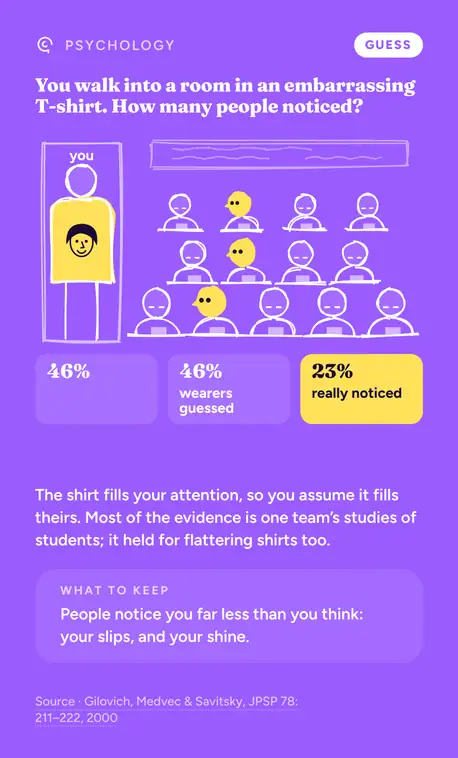 PSYCHOLOGY
GUESS
You walk into a room in an embarrassing
T-shirt. How many people noticed?
you
46%
46%
wearers
guessed
23%
really noticed
The shirt fills your attention, so you assume it fills
theirs. Most of the evidence is one team’s studies of
students; it held for flattering shirts too.
WHAT TO KEEP
People notice you far less than you think:
your slips, and your shine.
Source · Gilovich, Medvec & Savitsky, JPSP 78:
211–222, 2000